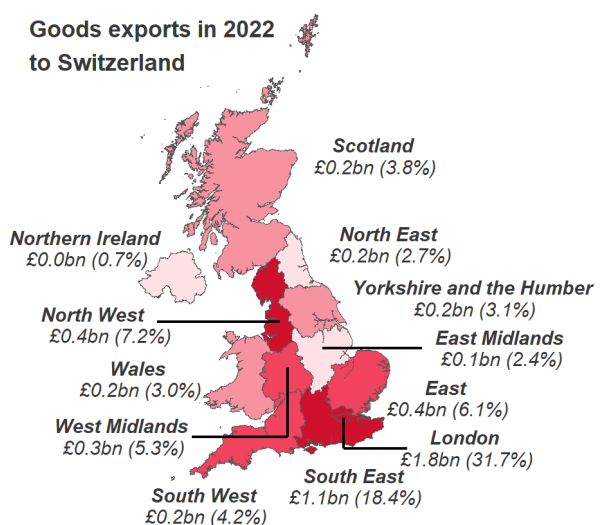 Goods exports in 2022
to Switzerland
Scotland
£0.2bn (3.8%)
Northern Ireland
£0.0bn (0.7%)
North East
£0.2bn (2.7%)
Yorkshire and the Humber
£0.2bn (3.1%)
North West
£0.4bn (7.2%)
East Midlands
£0.1bn (2.4%)
Wales
£0.2bn (3.0%)
East
£0.4bn (6.1%)
West Midlands
£0.3bn (5.3%)
London
£1.8bn (31.7%)
South East
£1.1bn (18.4%)
South West
£0.2bn (4.2%)